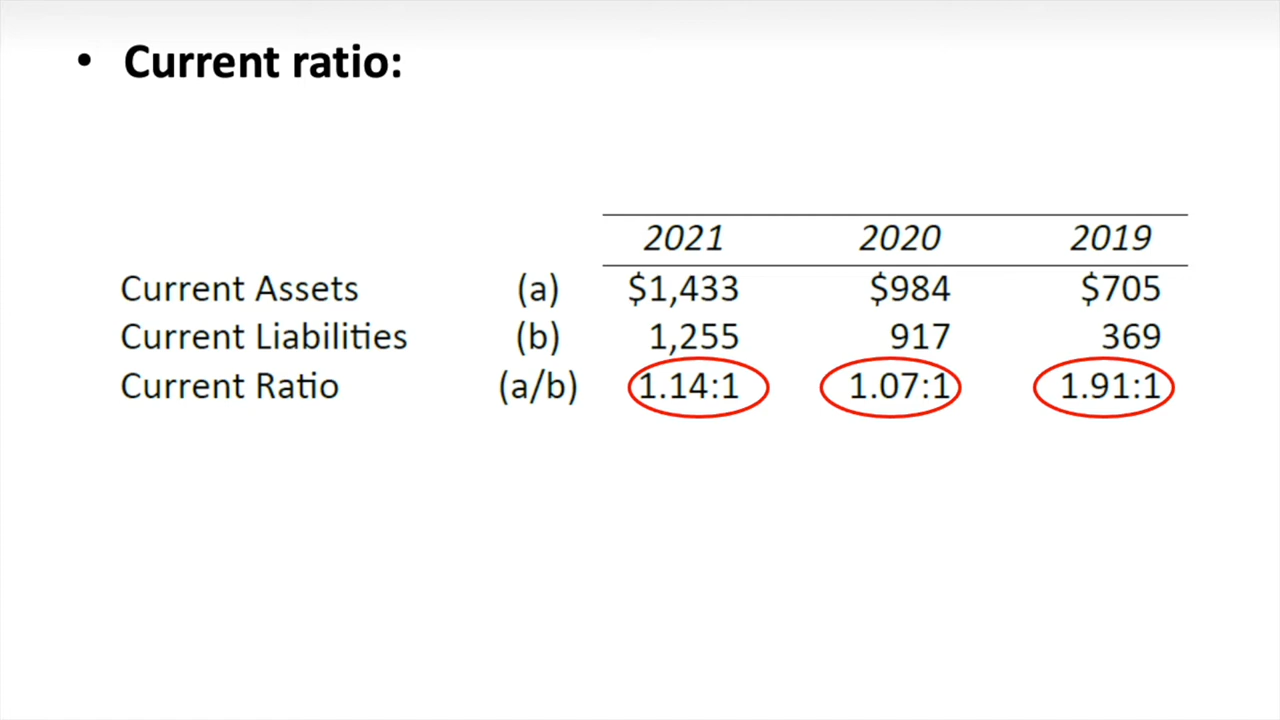 • Current ratio:
2021 2020 2019
Current Assets (a) $1,433 $984 $705
Current Liabilities (b) 1,255 917 369
Current Ratio (a/b) 1.14:1 1.07:1 1.91:1